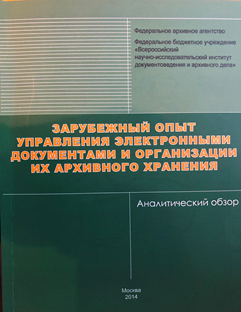 Федеральное архивное агентство
Федеральное бюджетное учреждение
«Всероссийский
научно-исследовательский институт
документоведения и архивного дела»
ЗАРУБЕЖНЫЙ ОПЫТ
УПРАВЛЕНИЯ ЭЛЕКТРОННЫМИ
ДОКУМЕНТАМИ И ОРГАНИЗАЦИИ
ИХ АРХИВНОГО ХРАНЕНИЯ
Аналитический обзор
Москва
2014